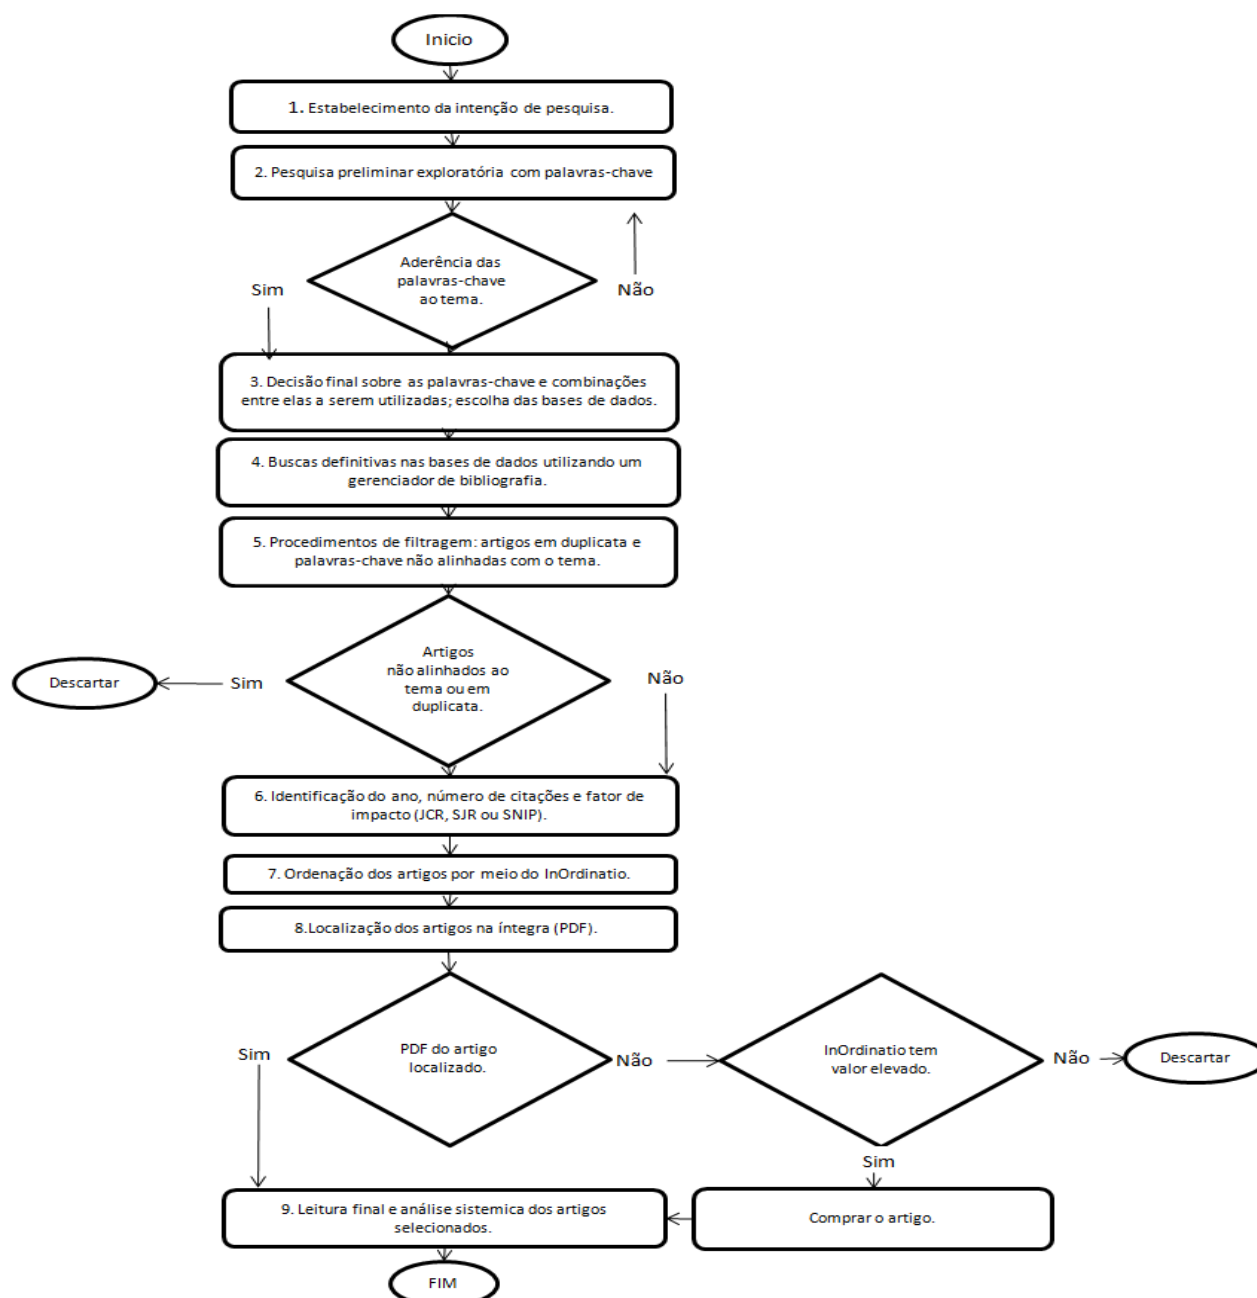 Inicio
1. Estabelecimento da intenção de pesquisa.
2. Pesquisa preliminar exploratória com palavras-chave
Aderência das
palavras-chave
ao tema.
Sim
Não
3. Decisão final sobre as palavras-chave e combinações
entre elas a serem utilizadas; escolha das bases de dados.
4. Buscas definitivas nas bases de dados utilizando um
gerenciador de bibliografia.
5. Procedimentos de filtragem: artigos em duplicata e
palavras-chave não alinhadas com o tema.
Artigos
não alinhados ao
tema ou em
duplicata.
Descartar
Sim
Não
6. Identificação do ano, número de citações e fator de
impacto (JCR, SJR ou SNIP).
7. Ordenação dos artigos por meio do InOrdinatio.
8.Localização dos artigos na íntegra (PDF).
Sim
PDF do artigo
localizado.
Não
InOrdinatio tem
valor elevado.
Não
Descartar
Sim
9. Leitura final e análise sistemica dos artigos
selecionados.
Comprar o artigo.
FIM